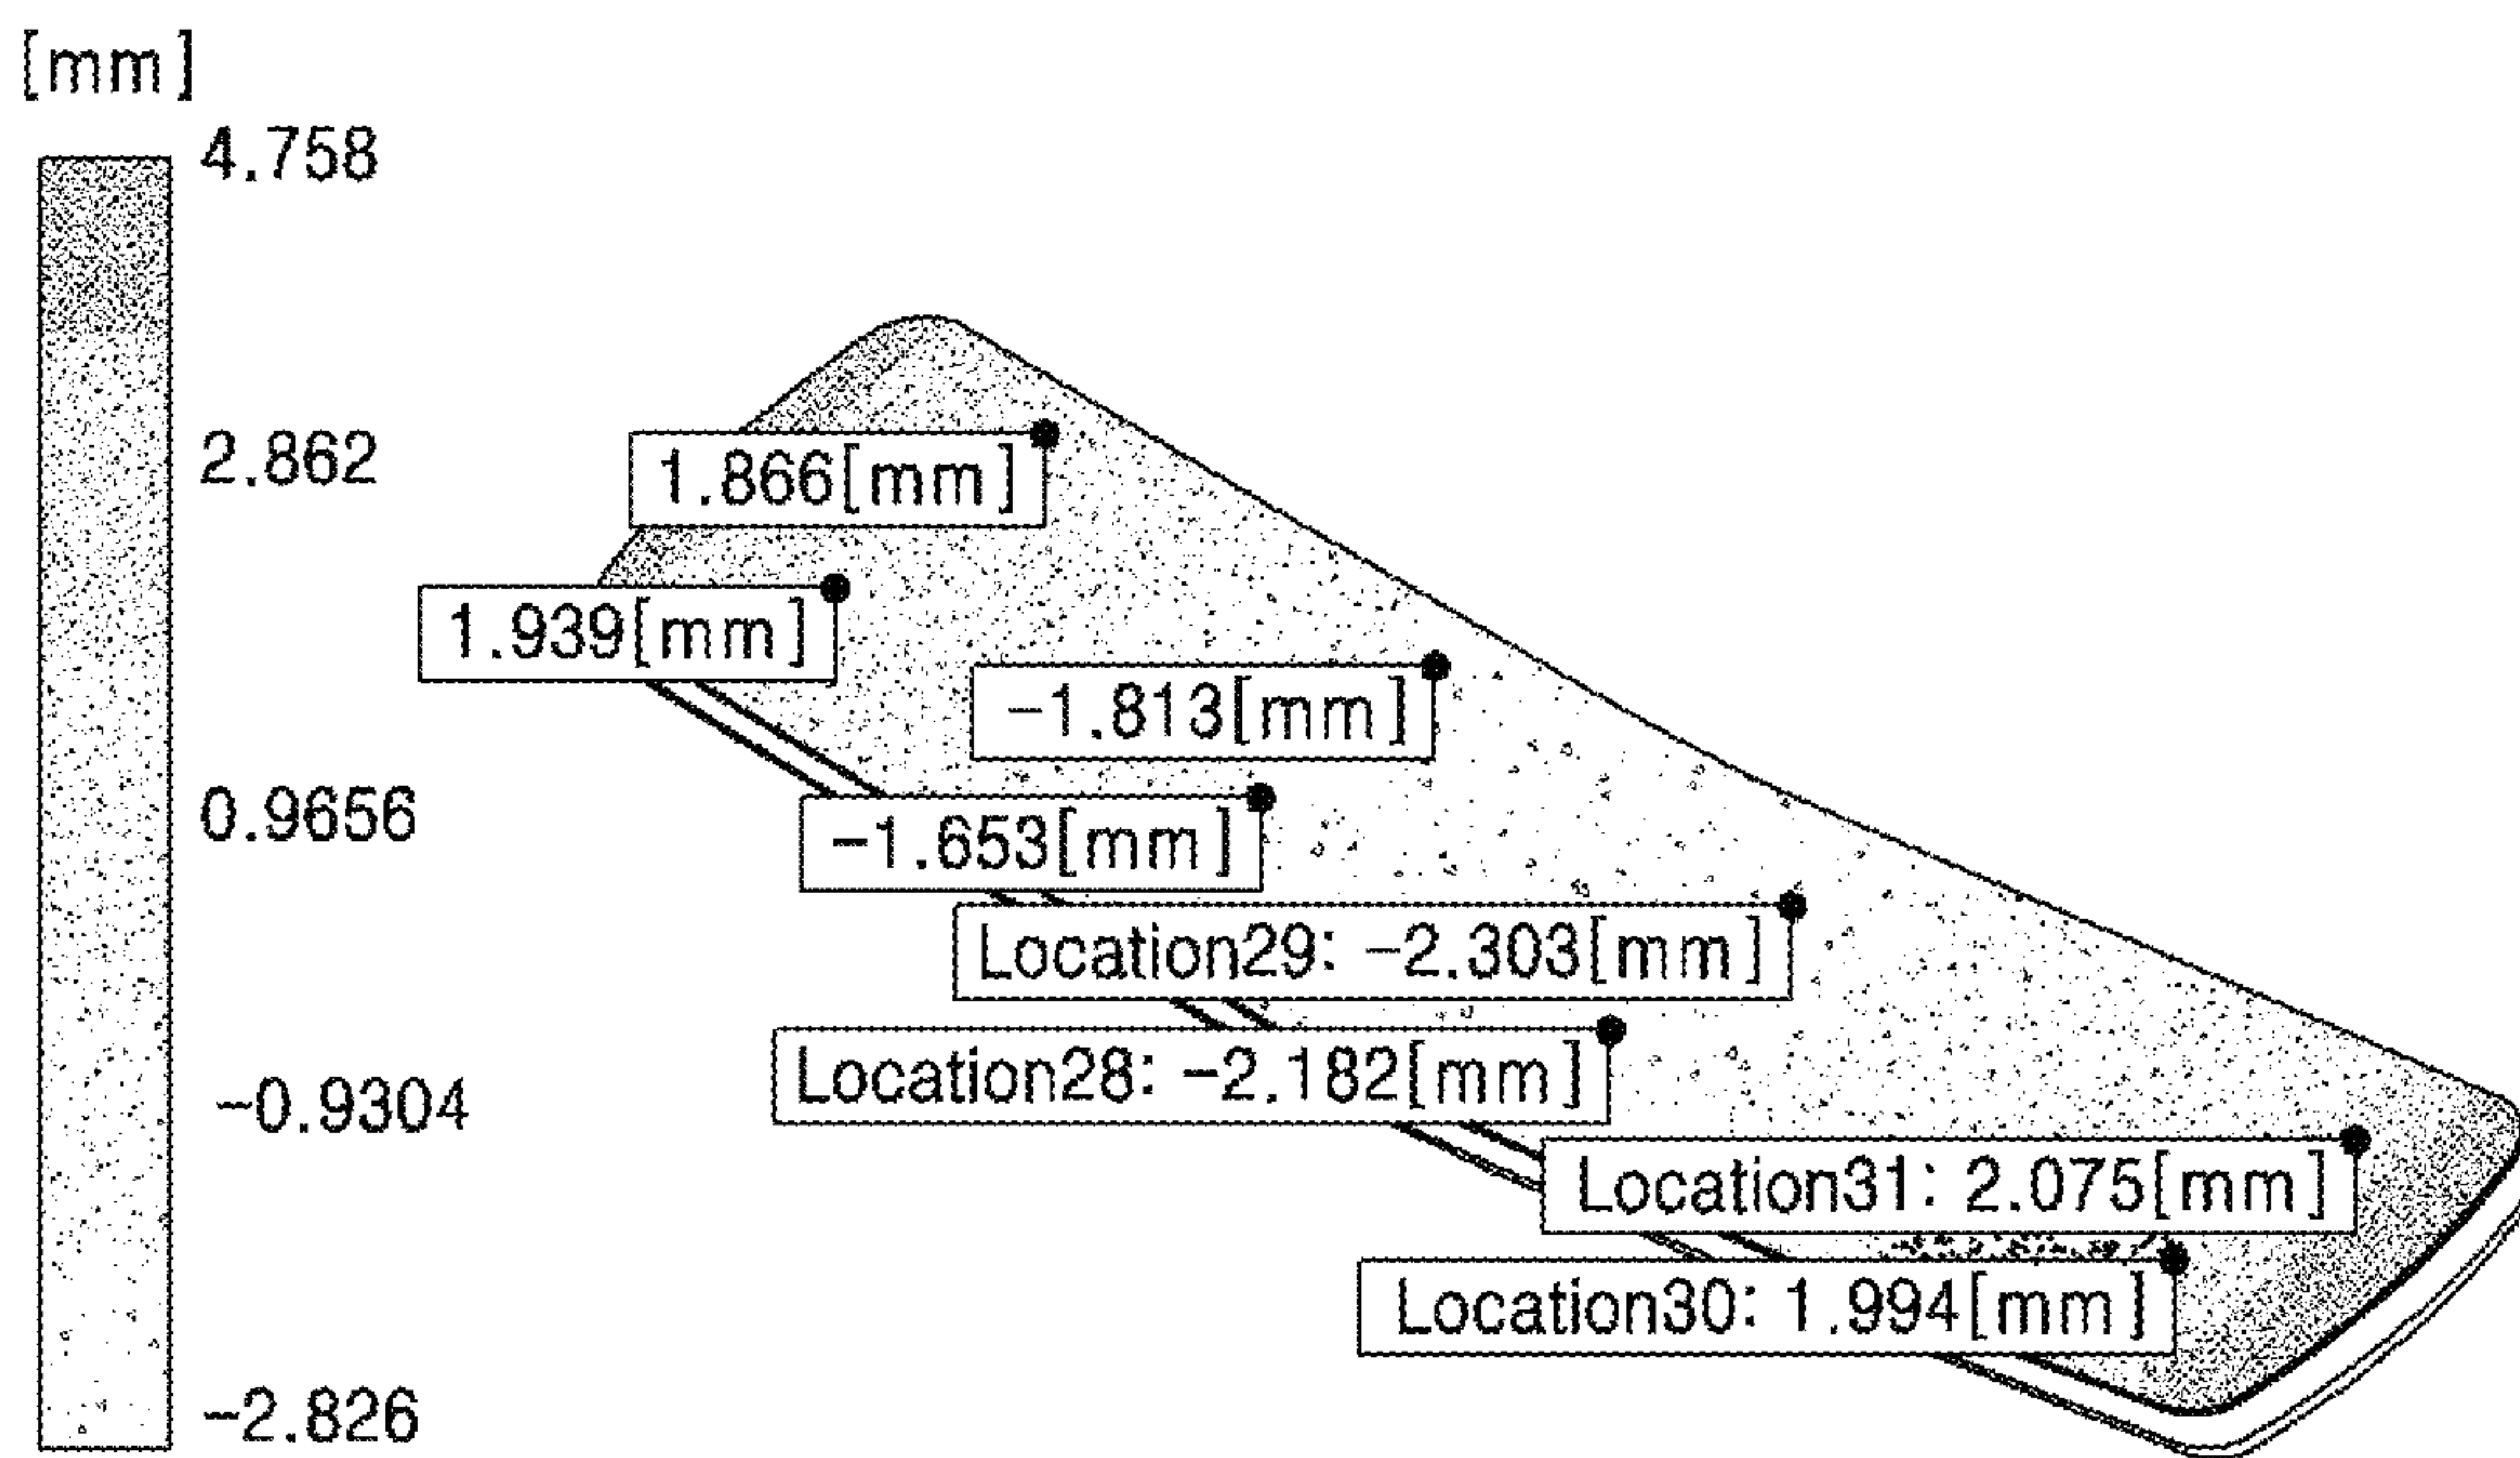 [mm]
4.758
2.862
0.9656
-0.9304
-2.826
1.866[mm]
1.939[mm]
-1.813[mm]
-1.653[mm]
Location29: -2.303[mm]
Location28: -2.182[mm]
Location31: 2.075[mm]
Location30: 1.994[mm]